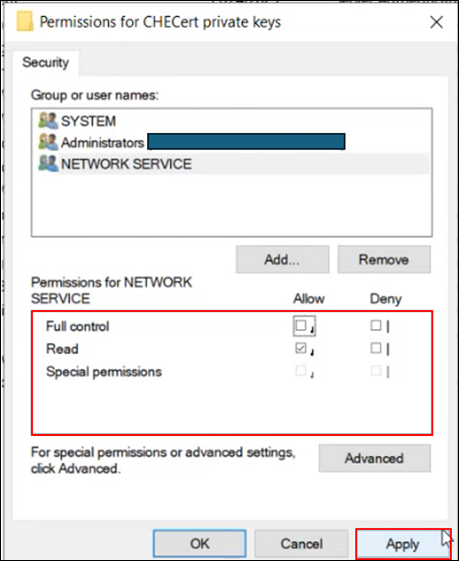 Permissions for CHECert private keys
Security
Group or user names:
SYSTEM
Administrators
NETWORK SERVICE
Add...
Remove
Permissions for NETWORK
SERVICE
Allow
Deny
Full control
Read
Special permissions
For special permissions or advanced settings,
click Advanced.
Advanced
OK
Cancel
Apply